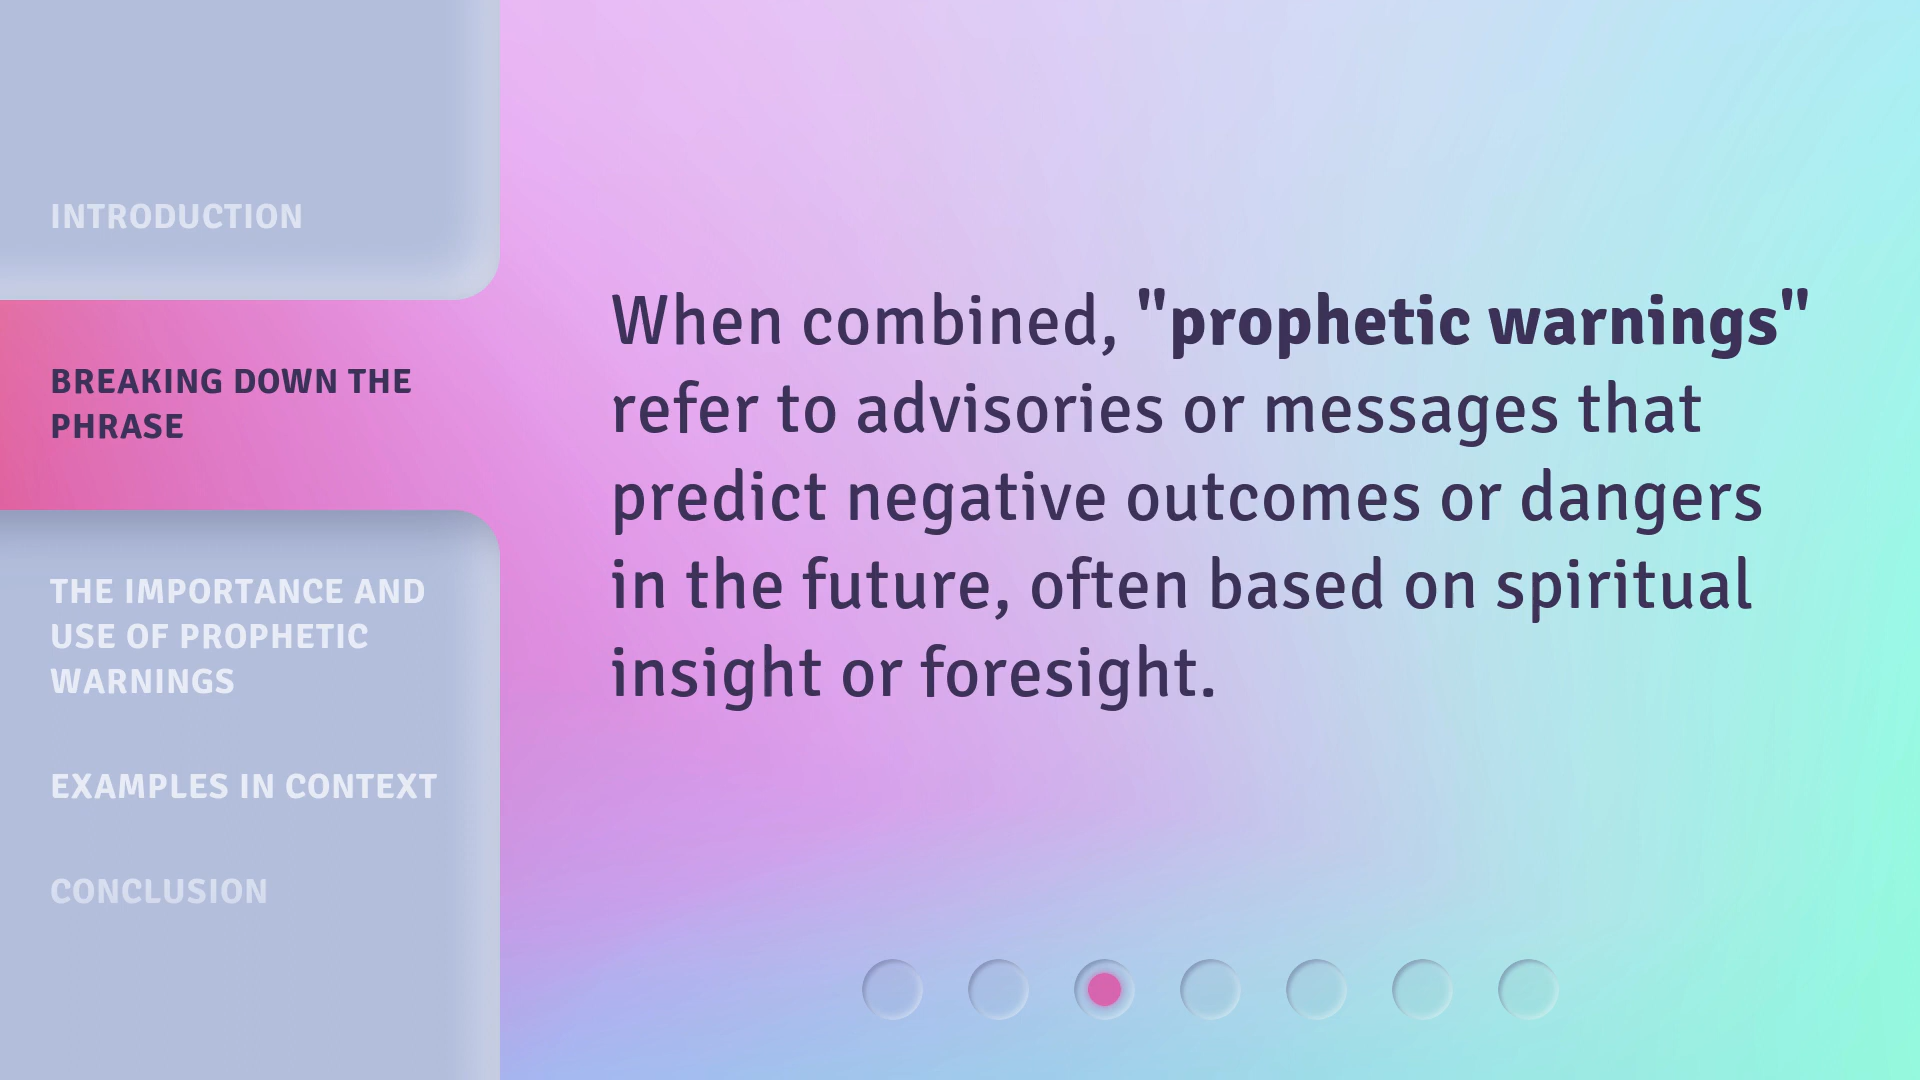 INTRODUCTION
BREAKING DOWN THE
PHRASE
THE IMPORTANCE AND
USE OF PROPHETIC
WARNINGS
EXAMPLES IN CONTEXT
CONCLUSION
When combined, "prophetic warnings"
refer to advisories or messages that
predict negative outcomes or dangers
in the future, often based on spiritual
insight or foresight.